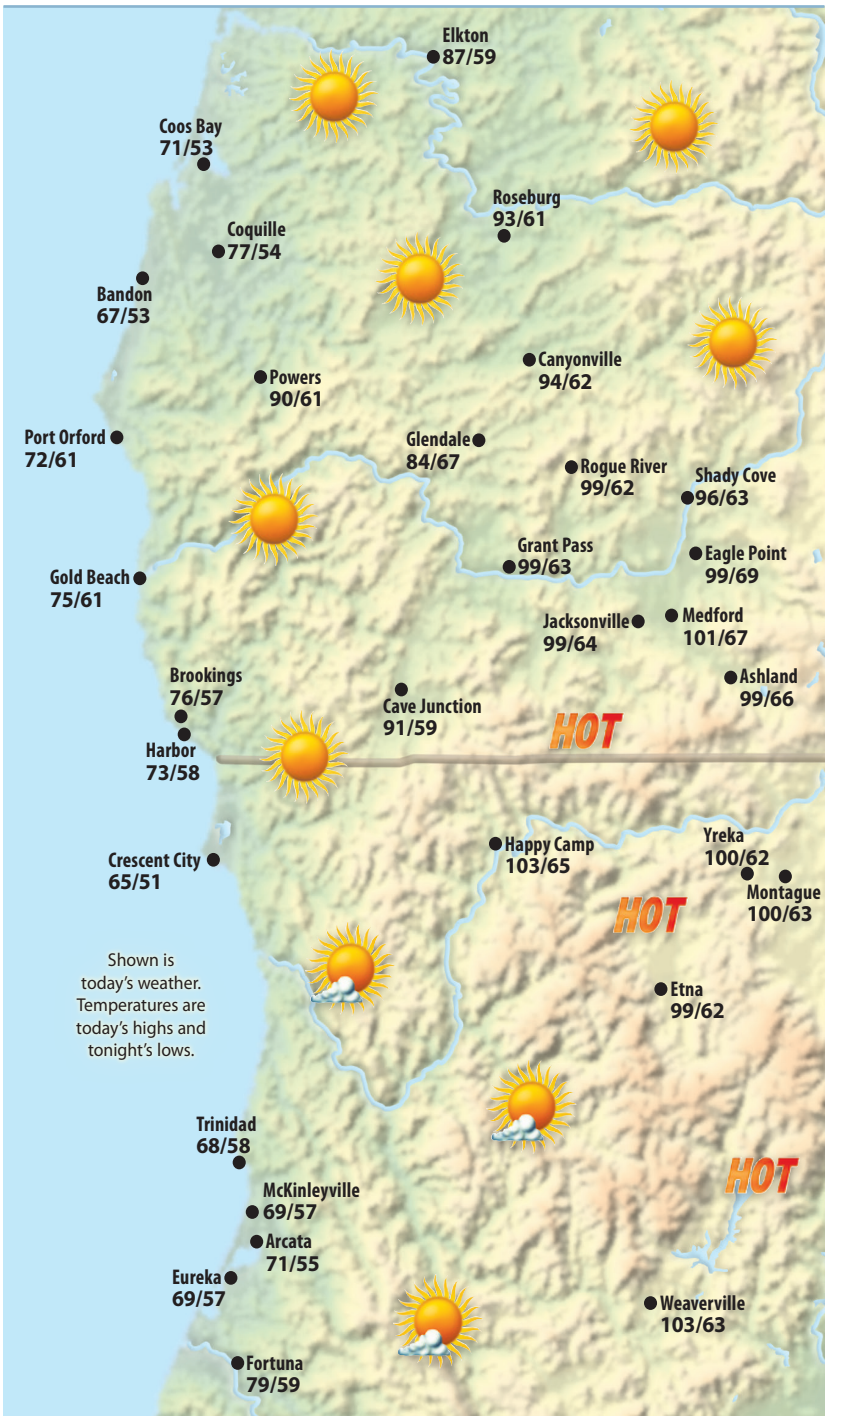 Elkton
87/59
Coos Bay
71/53
Roseburg
93/61
Coquille
77/54
Bandon
67/53
Canyonville
94/62
Powers
90/61
Port Orford
72/61
Glendale
84/67
Rogue River
99/62
Shady Cove
96/63
Grant Pass
99/63
Eagle Point
99/69
Gold Beach
75/61
Jacksonville
99/64
Medford
101/67
Brookings
76/57
Cave Junction
91/59
Ashland
99/66
HOT
Harbor
73/58
Happy Camp
103/65
Yreka
100/62
Crescent City
65/51
Montague
100/63
HOT
Shown is
today’s weather.
Temperatures are
today’s highs and
tonight’s lows.
Etna
99/62
Trinidad
68/58
HOT
McKinleyville
69/57
Arcata
71/55
Eureka
69/57
Weaverville
103/63
Fortuna
79/59